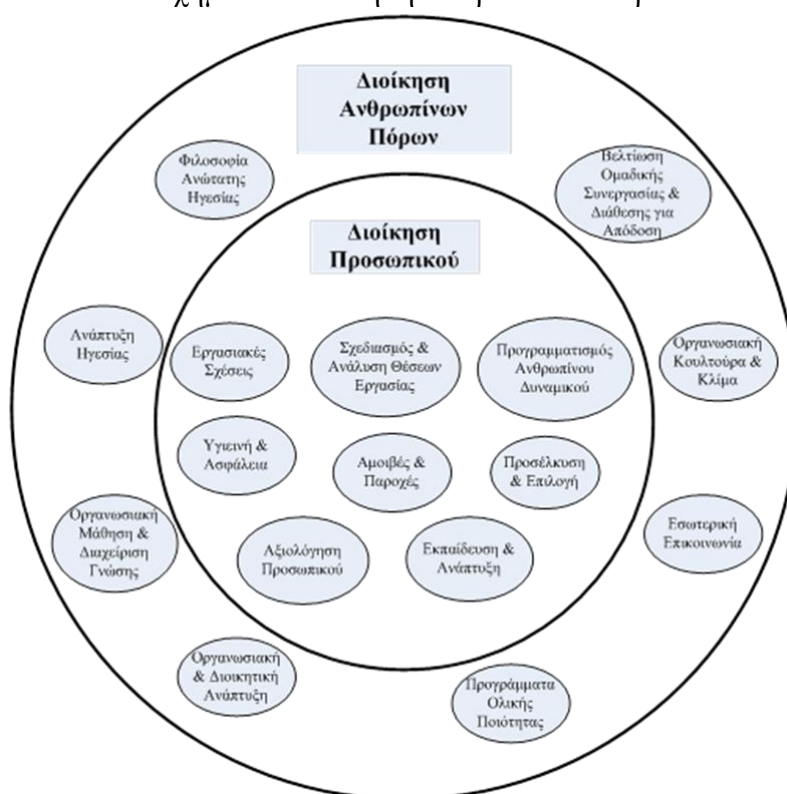 Διοίκηση
Ανθρωπίνων
Πόρων
Φιλοσοφία
Ανώτατης
Ηγεσίας
Βελτίωση
Ομαδικής
Συνεργασίας &
Διάθεσης για
Απόδοση
Διοίκηση
Προσωπικού
Ανάπτυξη
Ηγεσίας
Εργασιακές
Σχέσεις
Σχεδιασμός &
Ανάλυση Θέσεων
Εργασίας
Προγραμματισμός
Ανθρωπίνου
Δυναμικού
Οργανωσιακή
Κουλτούρα &
Κλίμα
Υγιεινή &
Ασφάλεια
Αμοιβές &
Παροχές
Προσέλκυση
& Επιλογή
Οργανωσιακή
Μάθηση &
Διαχείριση
Γνώσης
Αξιολόγηση
Προσωπικού
Εκπαίδευση &
Ανάπτυξη
Εσωτερική
Επικοινωνία
Οργανωσιακή
& Διοικητική
Ανάπτυξη
Προγράμματα
Ολικής
Ποιότητας